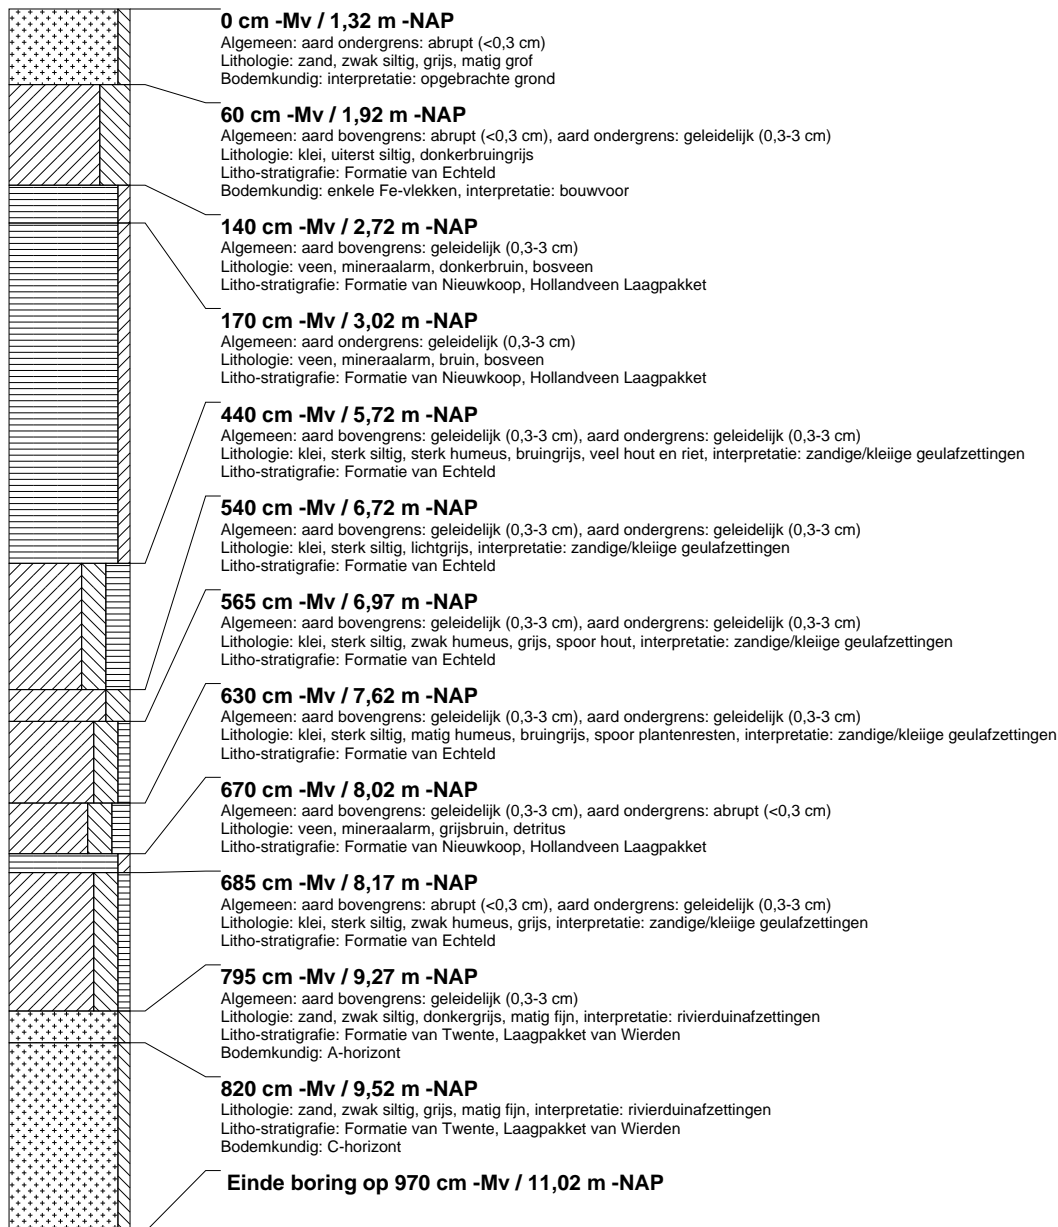 0 cm -Mv / 1,32 m -NAP
Algemeen: aard ondergrens: abrupt (<0,3 cm)
Lithologie: zand, zwak siltig, grijs, matig grof
Bodemkundig: interpretatie: opgebrachte grond
60 cm -Mv / 1,92 m -NAP
Algemeen: aard bovengrens: abrupt (<0,3 cm), aard ondergrens: geleidelijk (0,3-3 cm)
Lithologie: klei, uiterst siltig, donkerbruingrijs
Litho-stratigrafie: Formatie van Echteld
Bodemkundig: enkele Fe-vlekken, interpretatie: bouwvoor
140 cm -Mv / 2,72 m -NAP
Algemeen: aard bovengrens: geleidelijk (0,3-3 cm)
Lithologie: veen, mineraalarm, donkerbruin, bosveen
Litho-stratigrafie: Formatie van Nieuwkoop, Hollandveen Laagpakket
170 cm -Mv / 3,02 m -NAP
Algemeen: aard ondergrens: geleidelijk (0,3-3 cm)
Lithologie: veen, mineraalarm, bruin, bosveen
Litho-stratigrafie: Formatie van Nieuwkoop, Hollandveen Laagpakket
440 cm -Mv / 5,72 m -NAP
Algemeen: aard bovengrens: geleidelijk (0,3-3 cm), aard ondergrens: geleidelijk (0,3-3 cm)
Lithologie: klei, sterk siltig, sterk humeus, bruingrijs, veel hout en riet, interpretatie: zandige/kleiige geulafzettingen
Litho-stratigrafie: Formatie van Echteld
540 cm -Mv / 6,72 m -NAP
Algemeen: aard bovengrens: geleidelijk (0,3-3 cm), aard ondergrens: geleidelijk (0,3-3 cm)
Lithologie: klei, sterk siltig, lichtgrijs, interpretatie: zandige/kleiige geulafzettingen
Litho-stratigrafie: Formatie van Echteld
565 cm -Mv / 6,97 m -NAP
Algemeen: aard bovengrens: geleidelijk (0,3-3 cm), aard ondergrens: geleidelijk (0,3-3 cm)
Lithologie: klei, sterk siltig, zwak humeus, grijs, spoor hout, interpretatie: zandige/kleiige geulafzettingen
Litho-stratigrafie: Formatie van Echteld
630 cm -Mv / 7,62 m -NAP
Algemeen: aard bovengrens: geleidelijk (0,3-3 cm), aard ondergrens: geleidelijk (0,3-3 cm)
Lithologie: klei, sterk siltig, matig humeus, bruingrijs, spoor plantenresten, interpretatie: zandige/kleiige geulafzettingen
Litho-stratigrafie: Formatie van Echteld
670 cm -Mv / 8,02 m -NAP
Algemeen: aard bovengrens: geleidelijk (0,3-3 cm), aard ondergrens: abrupt (<0,3 cm)
Lithologie: veen, mineraalarm, grijsbruin, detritus
Litho-stratigrafie: Formatie van Nieuwkoop, Hollandveen Laagpakket
685 cm -Mv / 8,17 m -NAP
Algemeen: aard bovengrens: abrupt (<0,3 cm), aard ondergrens: geleidelijk (0,3-3 cm)
Lithologie: klei, sterk siltig, zwak humeus, grijs, interpretatie: zandige/kleiige geulafzettingen
Litho-stratigrafie: Formatie van Echteld
795 cm -Mv / 9,27 m -NAP
Algemeen: aard bovengrens: geleidelijk (0,3-3 cm)
Lithologie: zand, zwak siltig, donkergrijs, matig fijn, interpretatie: rivierduinafzettingen
Litho-stratigrafie: Formatie van Twente, Laagpakket van Wierden
Bodemkundig: A-horizont
820 cm -Mv / 9,52 m -NAP
Lithologie: zand, zwak siltig, grijs, matig fijn, interpretatie: rivierduinafzettingen
Litho-stratigrafie: Formatie van Twente, Laagpakket van Wierden
Bodemkundig: C-horizont
Einde boring op 970 cm -Mv / 11,02 m -NAP